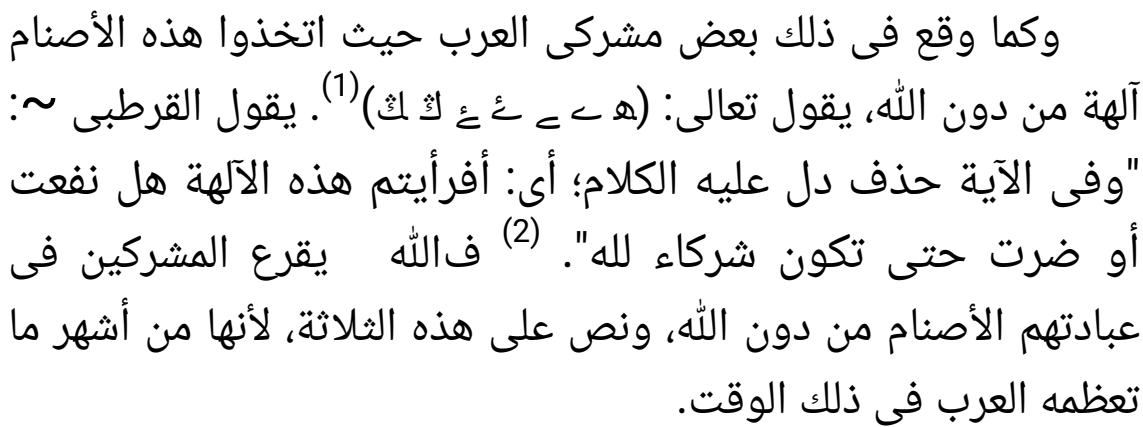 وكما وقع فى ذلك بعض مشركى العرب حيث اتخذوا هذه الأصنام
آلهة من دون الله، يقول تعالى: (ﻫ ﮮ ﮯ ﮰ ﮱ ﯓ ﯔ)(1). يقول القرطبى ~:
"وفى الآية حذف دل عليه الكلام؛ أى: أفرأيتم هذه الآلهة هل نفعت
أو ضرت حتى تكون شركاء لله". (2) فالله يقرع المشركين فى
عبادتهم الأصنام من دون الله، ونص على هذه الثلاثة، لأنها من أشهر ما
تعظمه العرب فى ذلك الوقت.